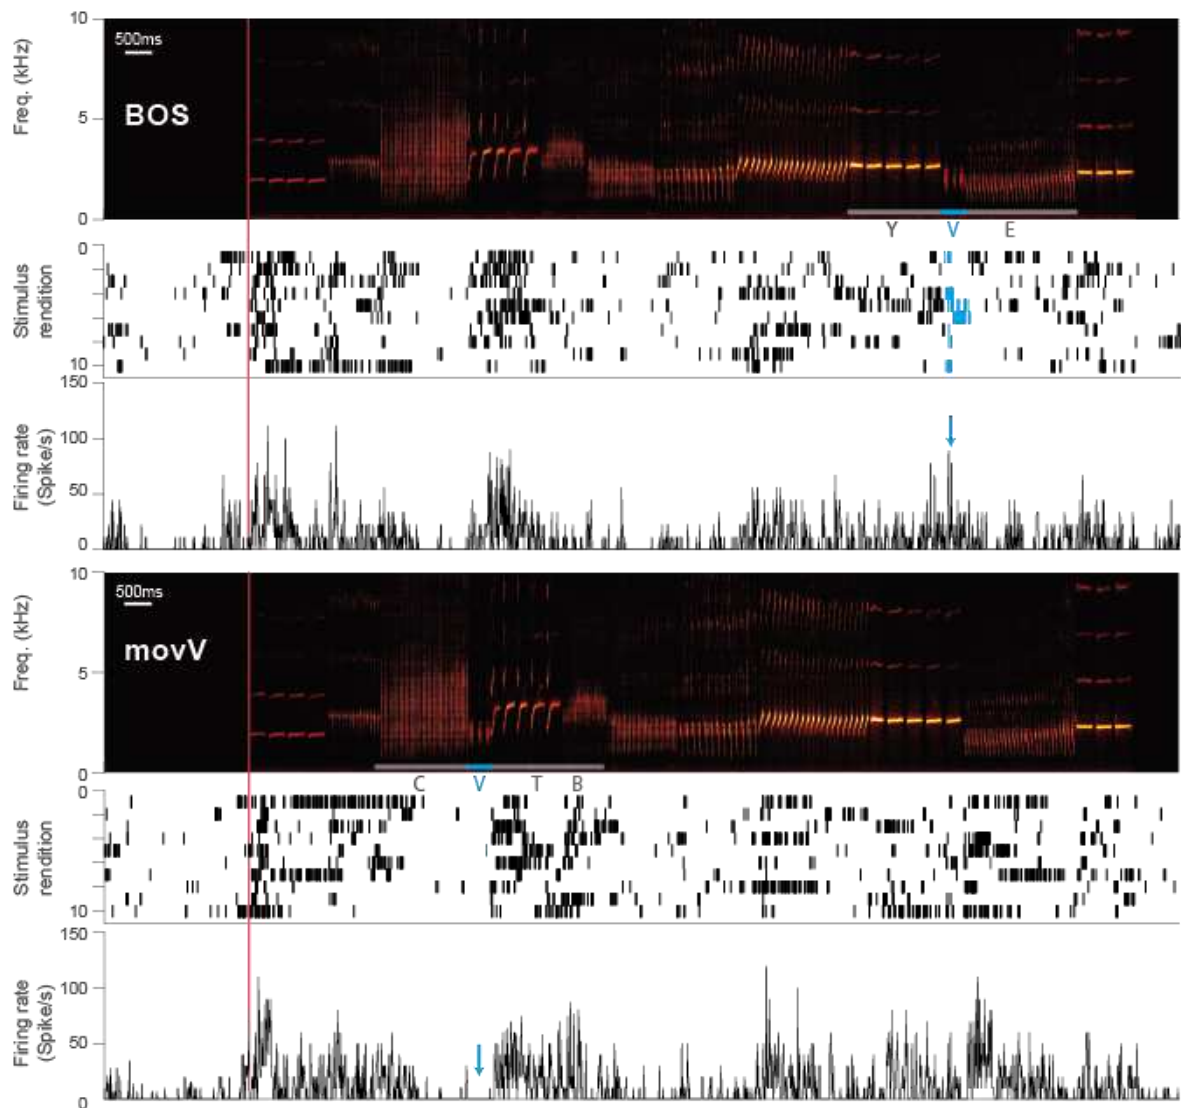 10
500ms
Freq. (kHz)
BOS
5
0
Y V E
0
Stimulus
rendition
10
150
100
Firing rate
(Spike/s)
50
0
10
500ms
Freq. (kHz)
movV
5
0
C V T B
0
Stimulus
rendition
10
150
100
Firing rate
(Spike/s)
50
0